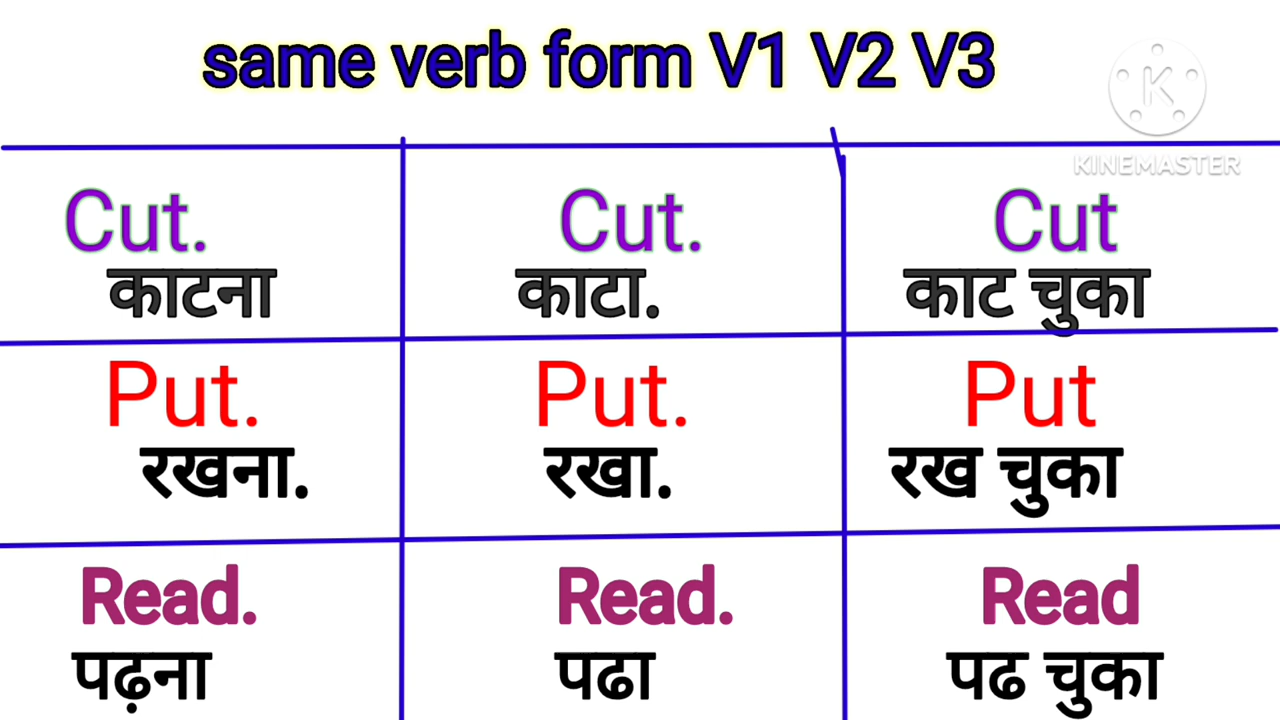 same verb form V1 V2 V3
K
KINEMASTER
Cut. Cut. Cut
काटना काटा. काट चुका
Put. Put. Put
रखना. रखा. रख चुका
Read. Read. Read
पढ़ना पढा पढ चुका